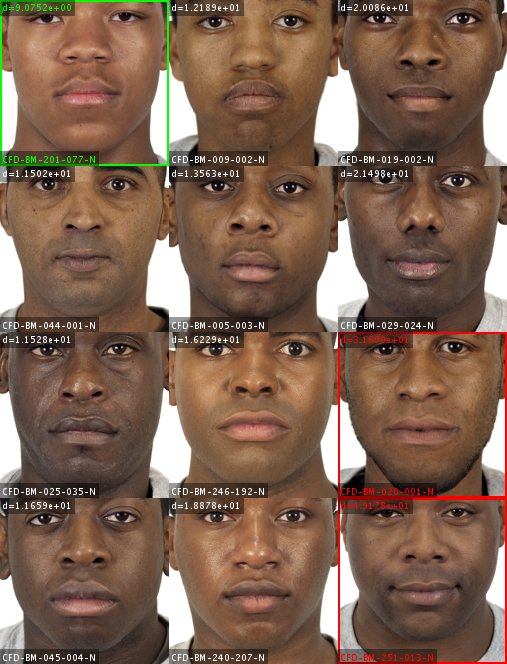 d=9.0752e+00
CFD-BM-201-077-N
d=1.2189e+01
CFD-BM-009-002-N
d=2.0086e+01
CFD-BM-019-002-N
d=1.1502e+01
CFD-BM-044-001-N
d=1.3563e+01
CFD-BM-005-003-N
d=2.1498e+01
CFD-BM-029-024-N
d=1.1528e+01
CFD-BM-025-035-N
d=1.6229e+01
CFD-BM-246-192-N
CFD-BM-020-001-N
d=1.1659e+01
CFD-BM-045-004-N
d=1.8878e+01
CFD-BM-240-207-N
CFD-BM-251-013-N